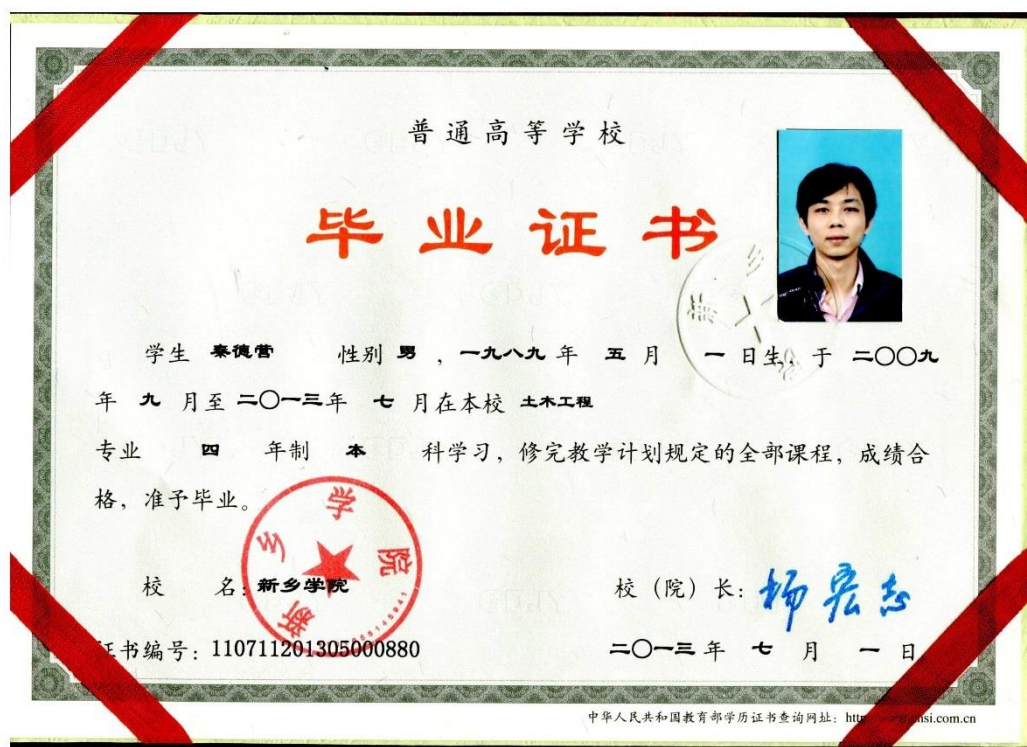 普通高等学校
毕业证书
学生 秦德营 性别 男 ，一九八九 年 五 月 一 日生，于 二〇〇九
年 九 月至 二〇一三年 七 月在本校 土木工程
专业 四 年制 本 科学习，修完教学计划规定的全部课程，成绩合
格，准予毕业。
新乡学院
校 名：新乡学院
校（院）长：杨宏志
证书编号：110711201305000880
二〇一三 年 七 月 一 日
中华人民共和国教育部学历证书查询网址：http
si.com.cn